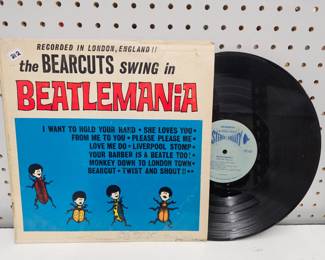 RECORDED IN LONDON, ENGLAND!!
the BEARCUTS SWING in
BEATLEMANiA
I WANT TO HOLD YOUR HAND • SHE LOVES YOU •
FROM ME TO YOU • PLEASE PLEASE ME •
LOVE ME DO • LIVERPOOL STOMP •
YOUR BARBER IS A BEATLE TOO! •
MONKEY DOWN TO LONDON TOWN •
BEARCUT • TWIST AND SHOUT!! ••